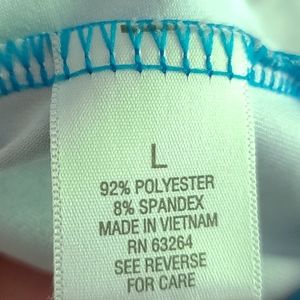 L
92% POLYESTER
8% SPANDEX
MADE IN VIETNAM
RN 63264
SEE REVERSE
FOR CARE